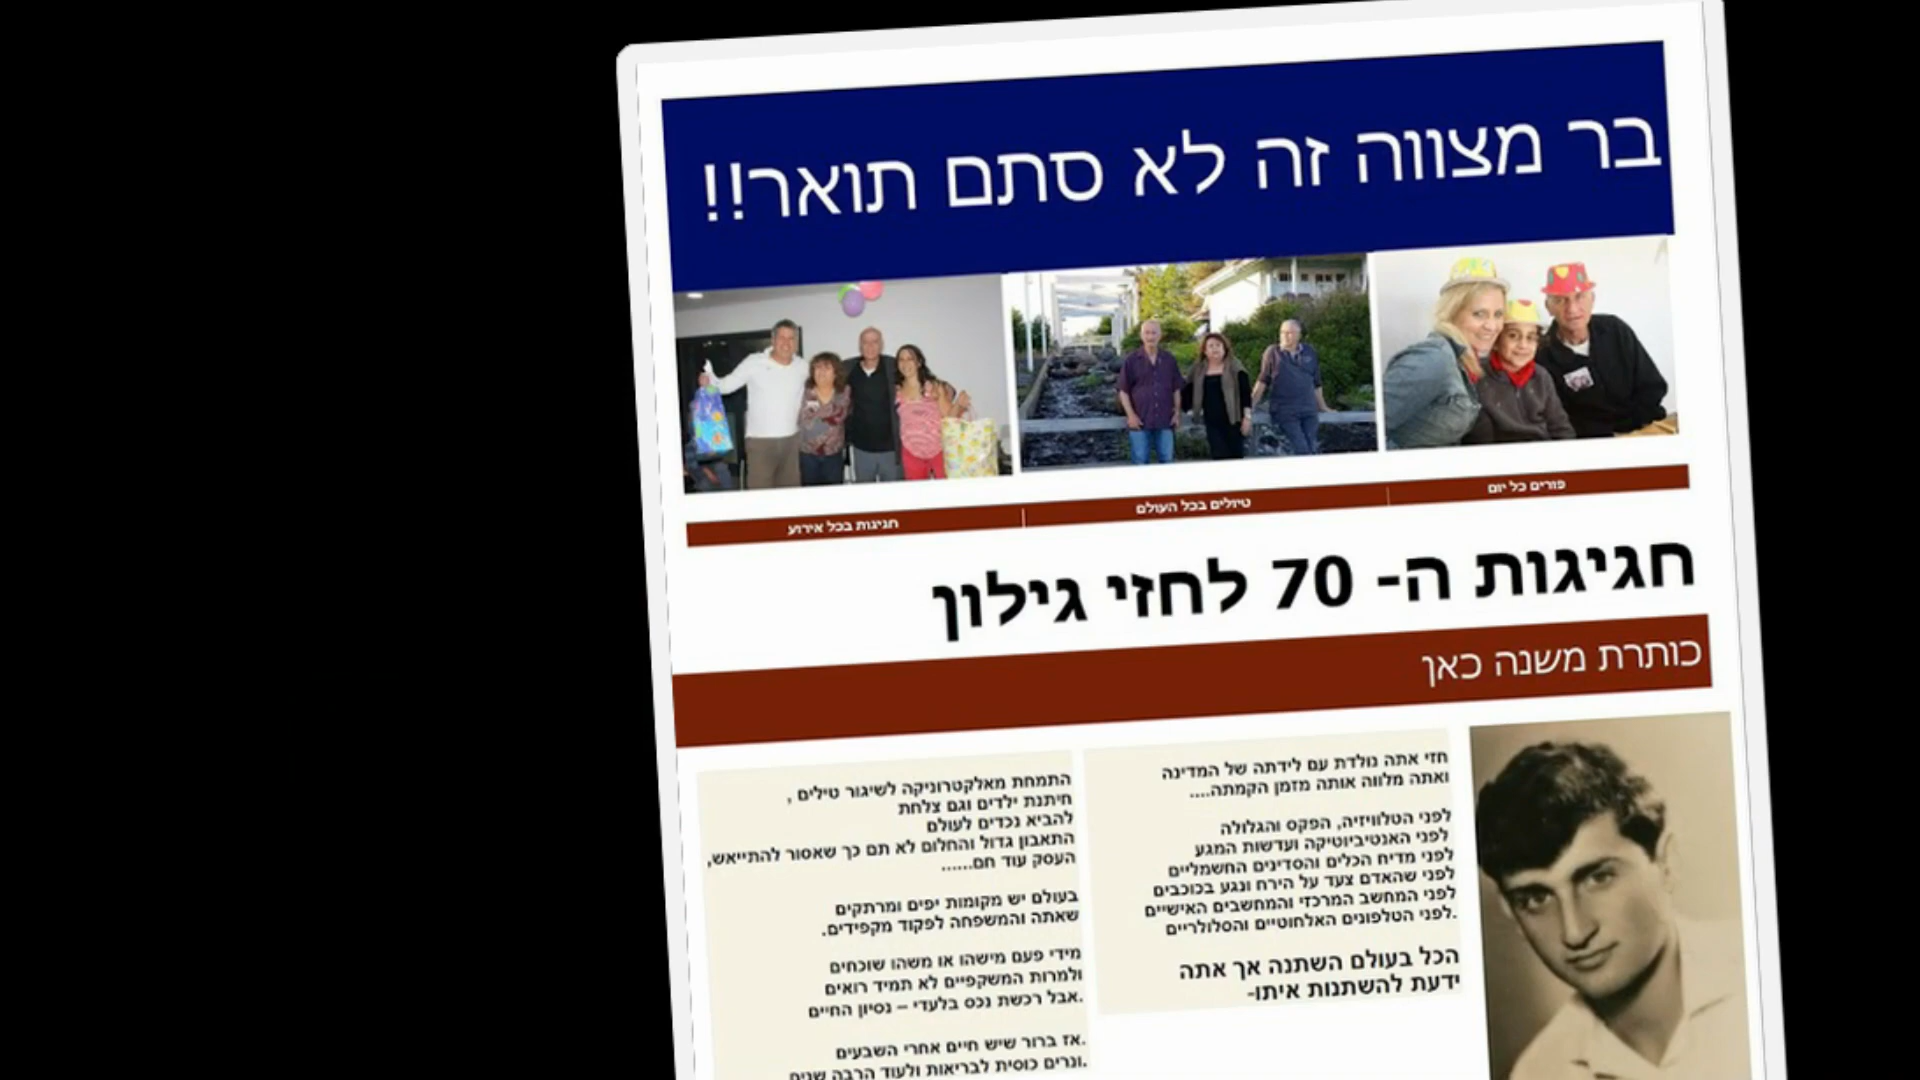 בר מצווה זה לא סתם תואר!!
פורים כל יום
טיולים בכל העולם
חגיגות בכל אירוע
חגיגות ה- 70 לחזי גילון
כותרת משנה כאן
חזי אתה נולדת עם לידתה של המדינה
ואתה מלווה אותה מזמן הקמתה....
לפני הטלוויזיה, הפקס והגלולה
לפני האנטיביוטיקה ועדשות המגע
לפני מדיח הכלים והסדינים החשמליים
לפני שהאדם צעד על הירח ונגע בכוכבים
לפני המחשב המרכזי והמחשבים האישיים
.לפני הטלפונים האלחוטיים והסלולריים
הכל בעולם השתנה אך אתה
ידעת להשתנות איתו-
התמחת מאלקטרוניקה לשיגור טילים ,
חיתנת ילדים וגם צלחת
להביא נכדים לעולם
התאבון גדול והחלום לא תם כך שאסור להתייאש,
העסק עוד חם......
בעולם יש מקומות יפים ומרתקים
שאתה והמשפחה לפקוד מקפידים.
מידי פעם מישהו או משהו שוכחים
ולמרות המשקפיים לא תמיד רואים
.אבל רכשת נכס בלעדי – נסיון החיים
.אז ברור שיש חיים אחרי השבעים
.ונרים כוסית לבריאות ולעוד הרבה שנים